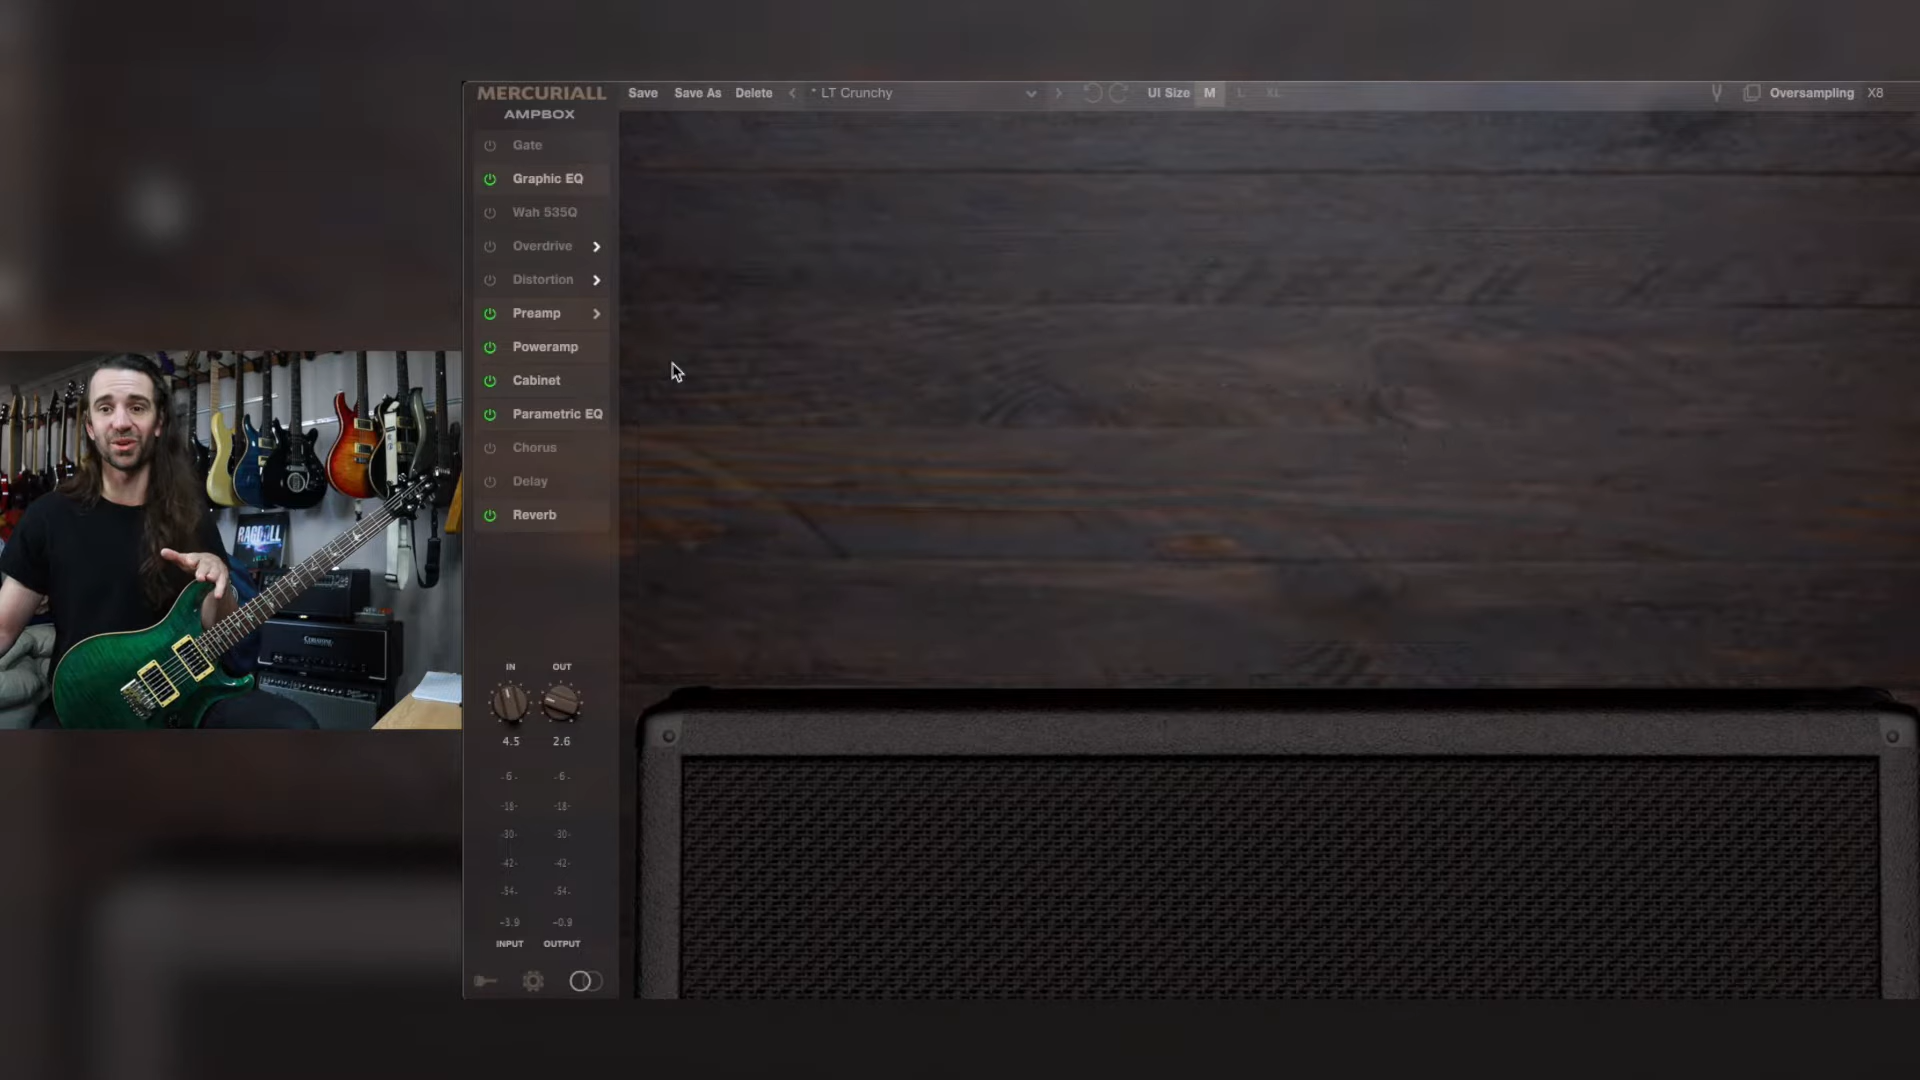 MERCURIALL
AMPBOX
Save
Save As
Delete
* LT Crunchy
UI Size
M
L
XL
Oversampling
X8
Gate
Graphic EQ
Wah 535Q
Overdrive
Distortion
Preamp
Poweramp
Cabinet
Parametric EQ
Chorus
Delay
Reverb
RAGDOLL
IN
OUT
4.5
2.6
-6-
-6-
-18-
-18-
-30-
-30-
-42-
-42-
-54-
-54-
-3.9
-0.9
INPUT
OUTPUT